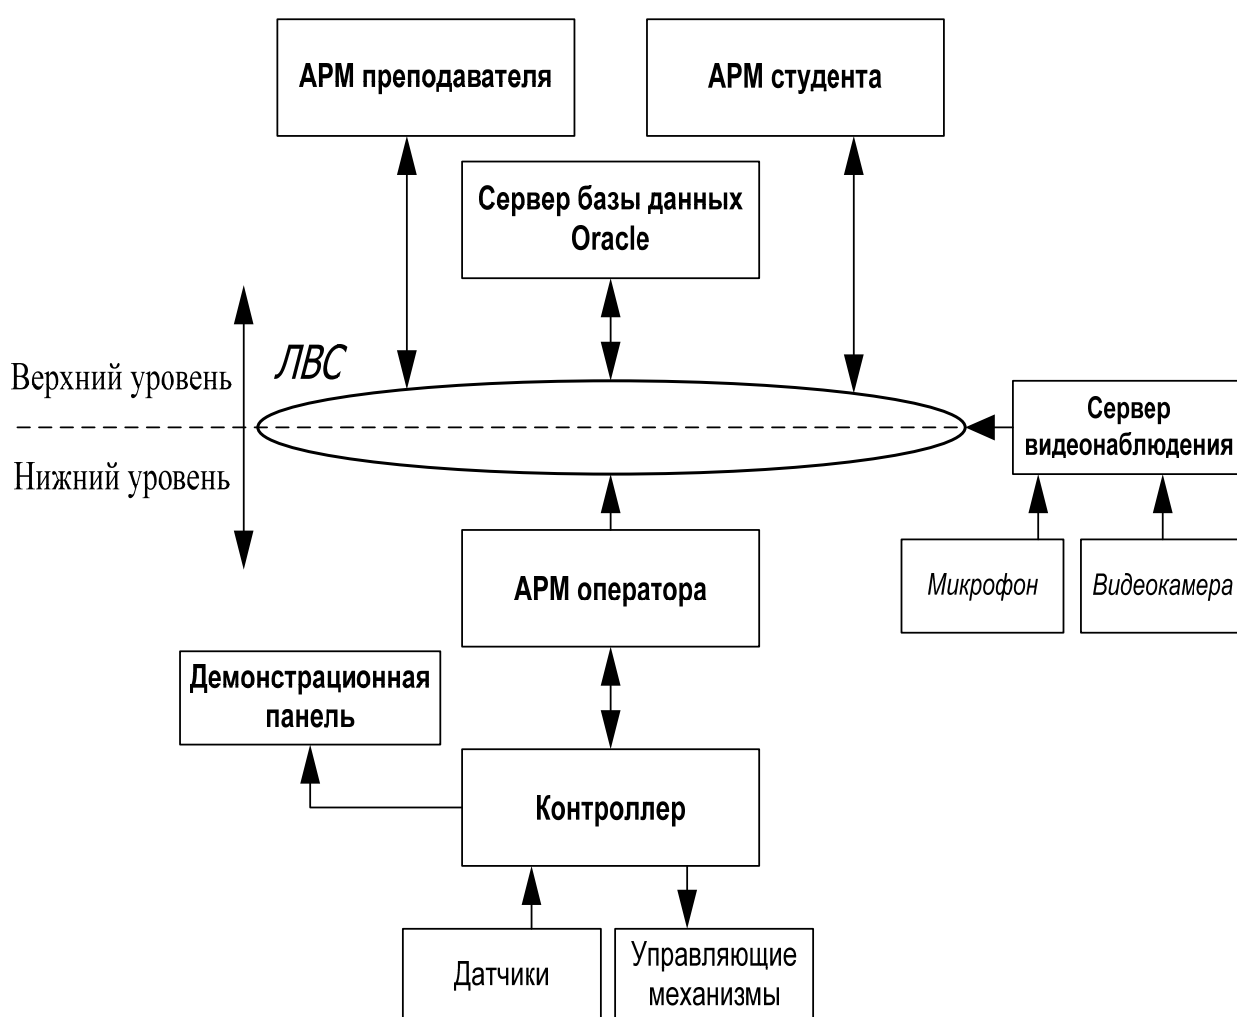 АРМ преподавателя
АРМ студента
Сервер базы данных
Oracle
ЛВС
Верхний уровень
Нижний уровень
Сервер
видеонаблюдения
АРМ оператора
Микрофон
Видеокамера
Демонстрационная
панель
Контроллер
Датчики
Управляющие
механизмы